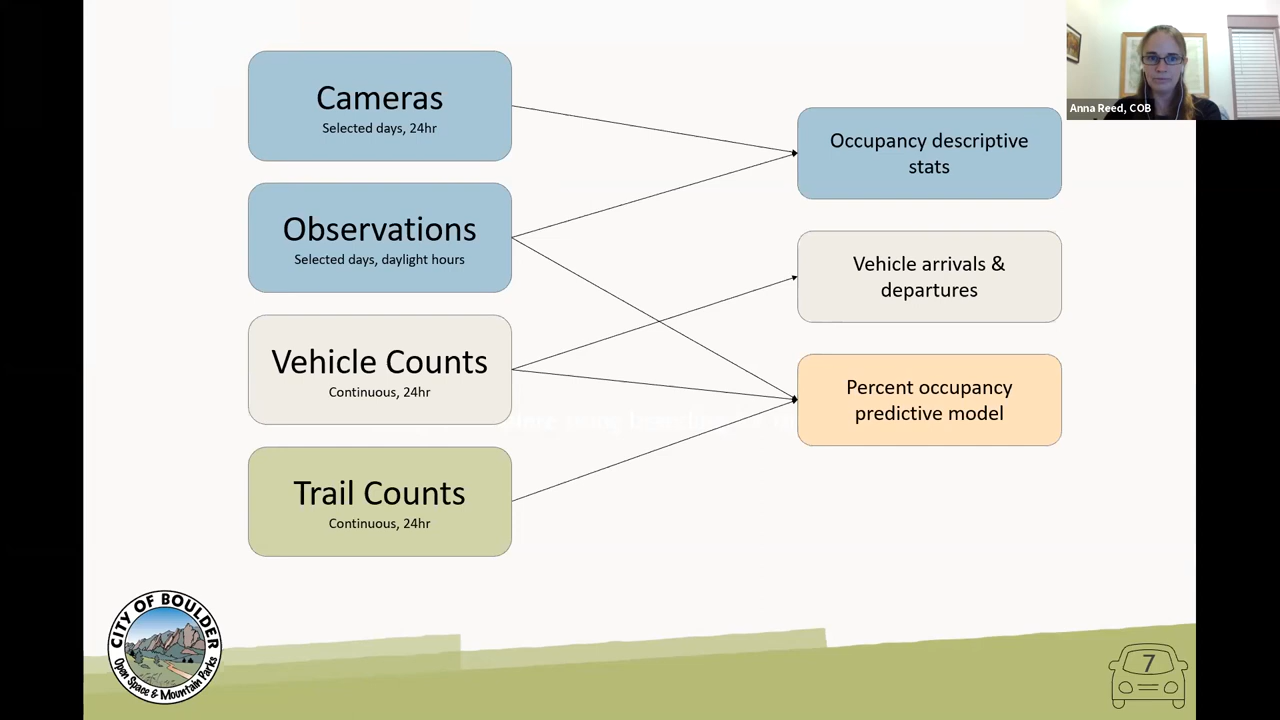 Cameras
Selected days, 24hr
Observations
Selected days, daylight hours
Vehicle Counts
Continuous, 24hr
Trail Counts
Continuous, 24hr
Occupancy descriptive
stats
Vehicle arrivals &
departures
Percent occupancy
predictive model
Anna Reed, COB
CITY OF BOULDER
Open Space & Mountain Parks
7